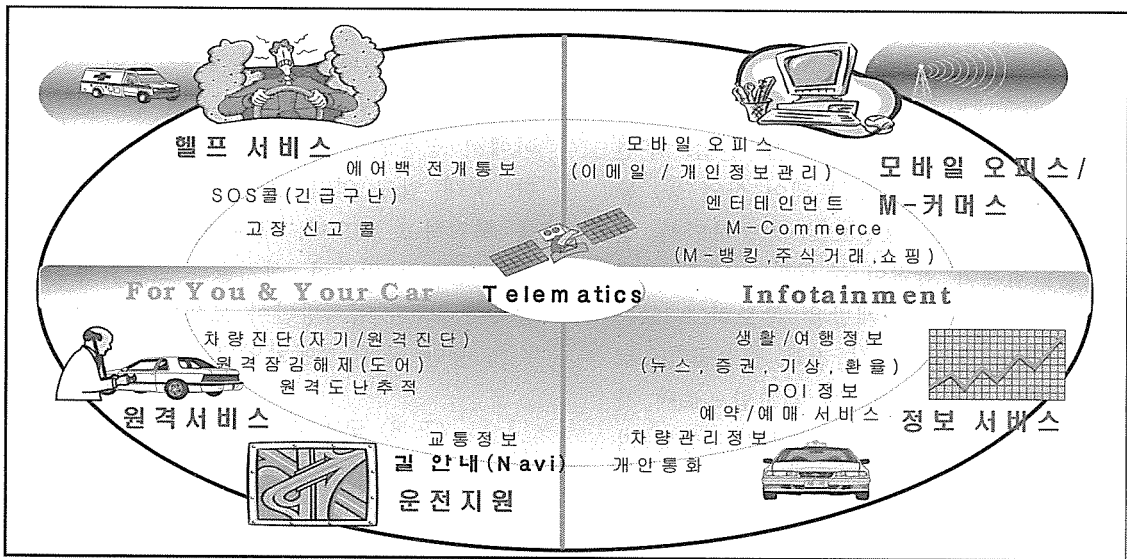 헬프 서비스
에어백 전개통보
SOS콜(긴급구난)
고장 신고 콜
모바일 오피스
(이메일 / 개인정보관리)
엔터테인먼트
M-Commerce
(M-뱅킹,주식거래,쇼핑)
모바일 오피스/
M-커머스
For You & Your Car
Telematics
Infotainment
차량진단(자기/원격진단)
원격장김해제(도어)
원격도난추적
원격서비스
교통정보
길 안내(Navi)
운전지원
생활/여행정보
(뉴스,증권,기상,환율)
POI정보
예약/예매 서비스
차량관리정보
개인통화
정보 서비스